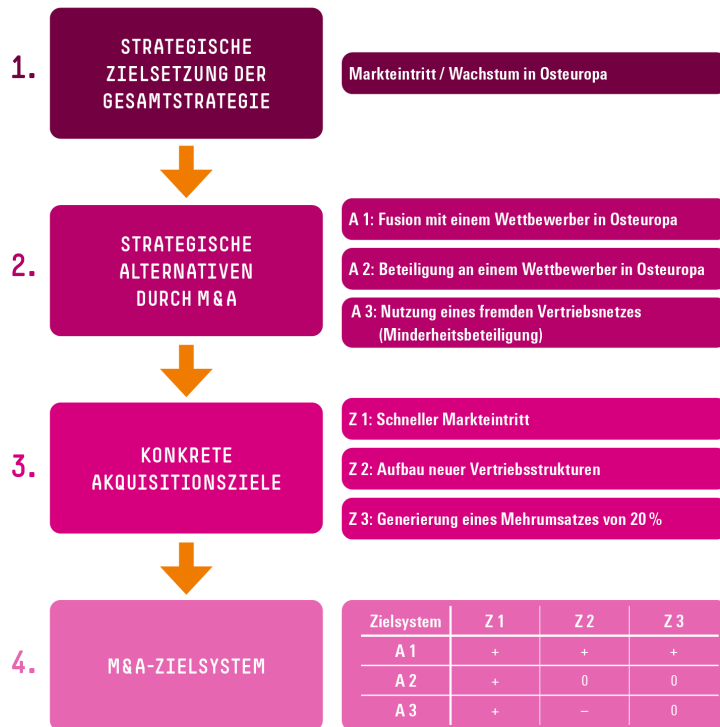 1.
STRATEGISCHE
ZIELSETZUNG DER
GESAMTSTRATEGIE
Markteintritt / Wachstum in Osteuropa
2.
STRATEGISCHE
ALTERNATIVEN
DURCH M&A
A 1: Fusion mit einem Wettbewerber in Osteuropa
A 2: Beteiligung an einem Wettbewerber in Osteuropa
A 3: Nutzung eines fremden Vertriebsnetzes
(Minderheitsbeteiligung)
3.
KONKRETE
AKQUISITIONSZIELE
Z 1: Schneller Markteintritt
Z 2: Aufbau neuer Vertriebsstrukturen
Z 3: Generierung eines Mehrumsatzes von 20 %
4.
M&A-ZIELSYSTEM
Zielsystem Z 1 Z 2 Z 3
A 1 + + +
A 2 + 0 0
A 3 + – 0